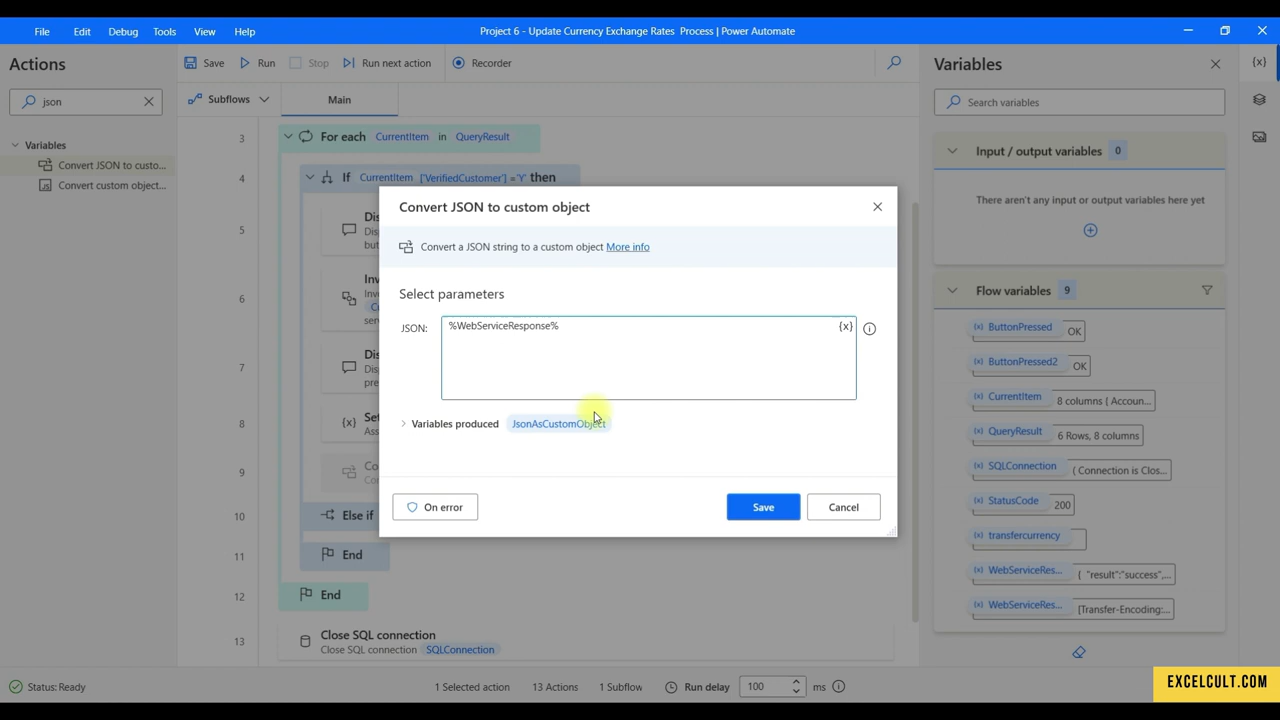 File Edit Debug Tools View Help
Project 6 - Update Currency Exchange Rates Process | Power Automate
Actions
Save Run Stop Run next action Recorder
Variables
json
Subflows Main
Search variables
Variables
Convert JSON to custo...
Convert custom object...
3 For each CurrentItem in QueryResult
4 If CurrentItem ['VerifiedCustomer'] ='Y' then
5
6
7
8
9
10 Else if
11 End
12 End
13 Close SQL connection
Close SQL connection SQLConnection
Convert JSON to custom object
Convert a JSON string to a custom object More info
Select parameters
JSON: %WebServiceResponse% {x}
Variables produced JsonAsCustomObject
On error Save Cancel
Input / output variables 0
There aren't any input or output variables here yet
Flow variables 9
ButtonPressed OK
ButtonPressed2 OK
CurrentItem 8 columns { Accoun...
QueryResult 6 Rows, 8 columns
SQLConnection ( Connection is Clos...
StatusCode 200
transfercurrency
WebServiceRes... { "result":"success",...
WebServiceRes... [Transfer-Encoding:...
Status: Ready 1 Selected action 13 Actions 1 Subflow Run delay 100 ms
EXCELCULT.COM